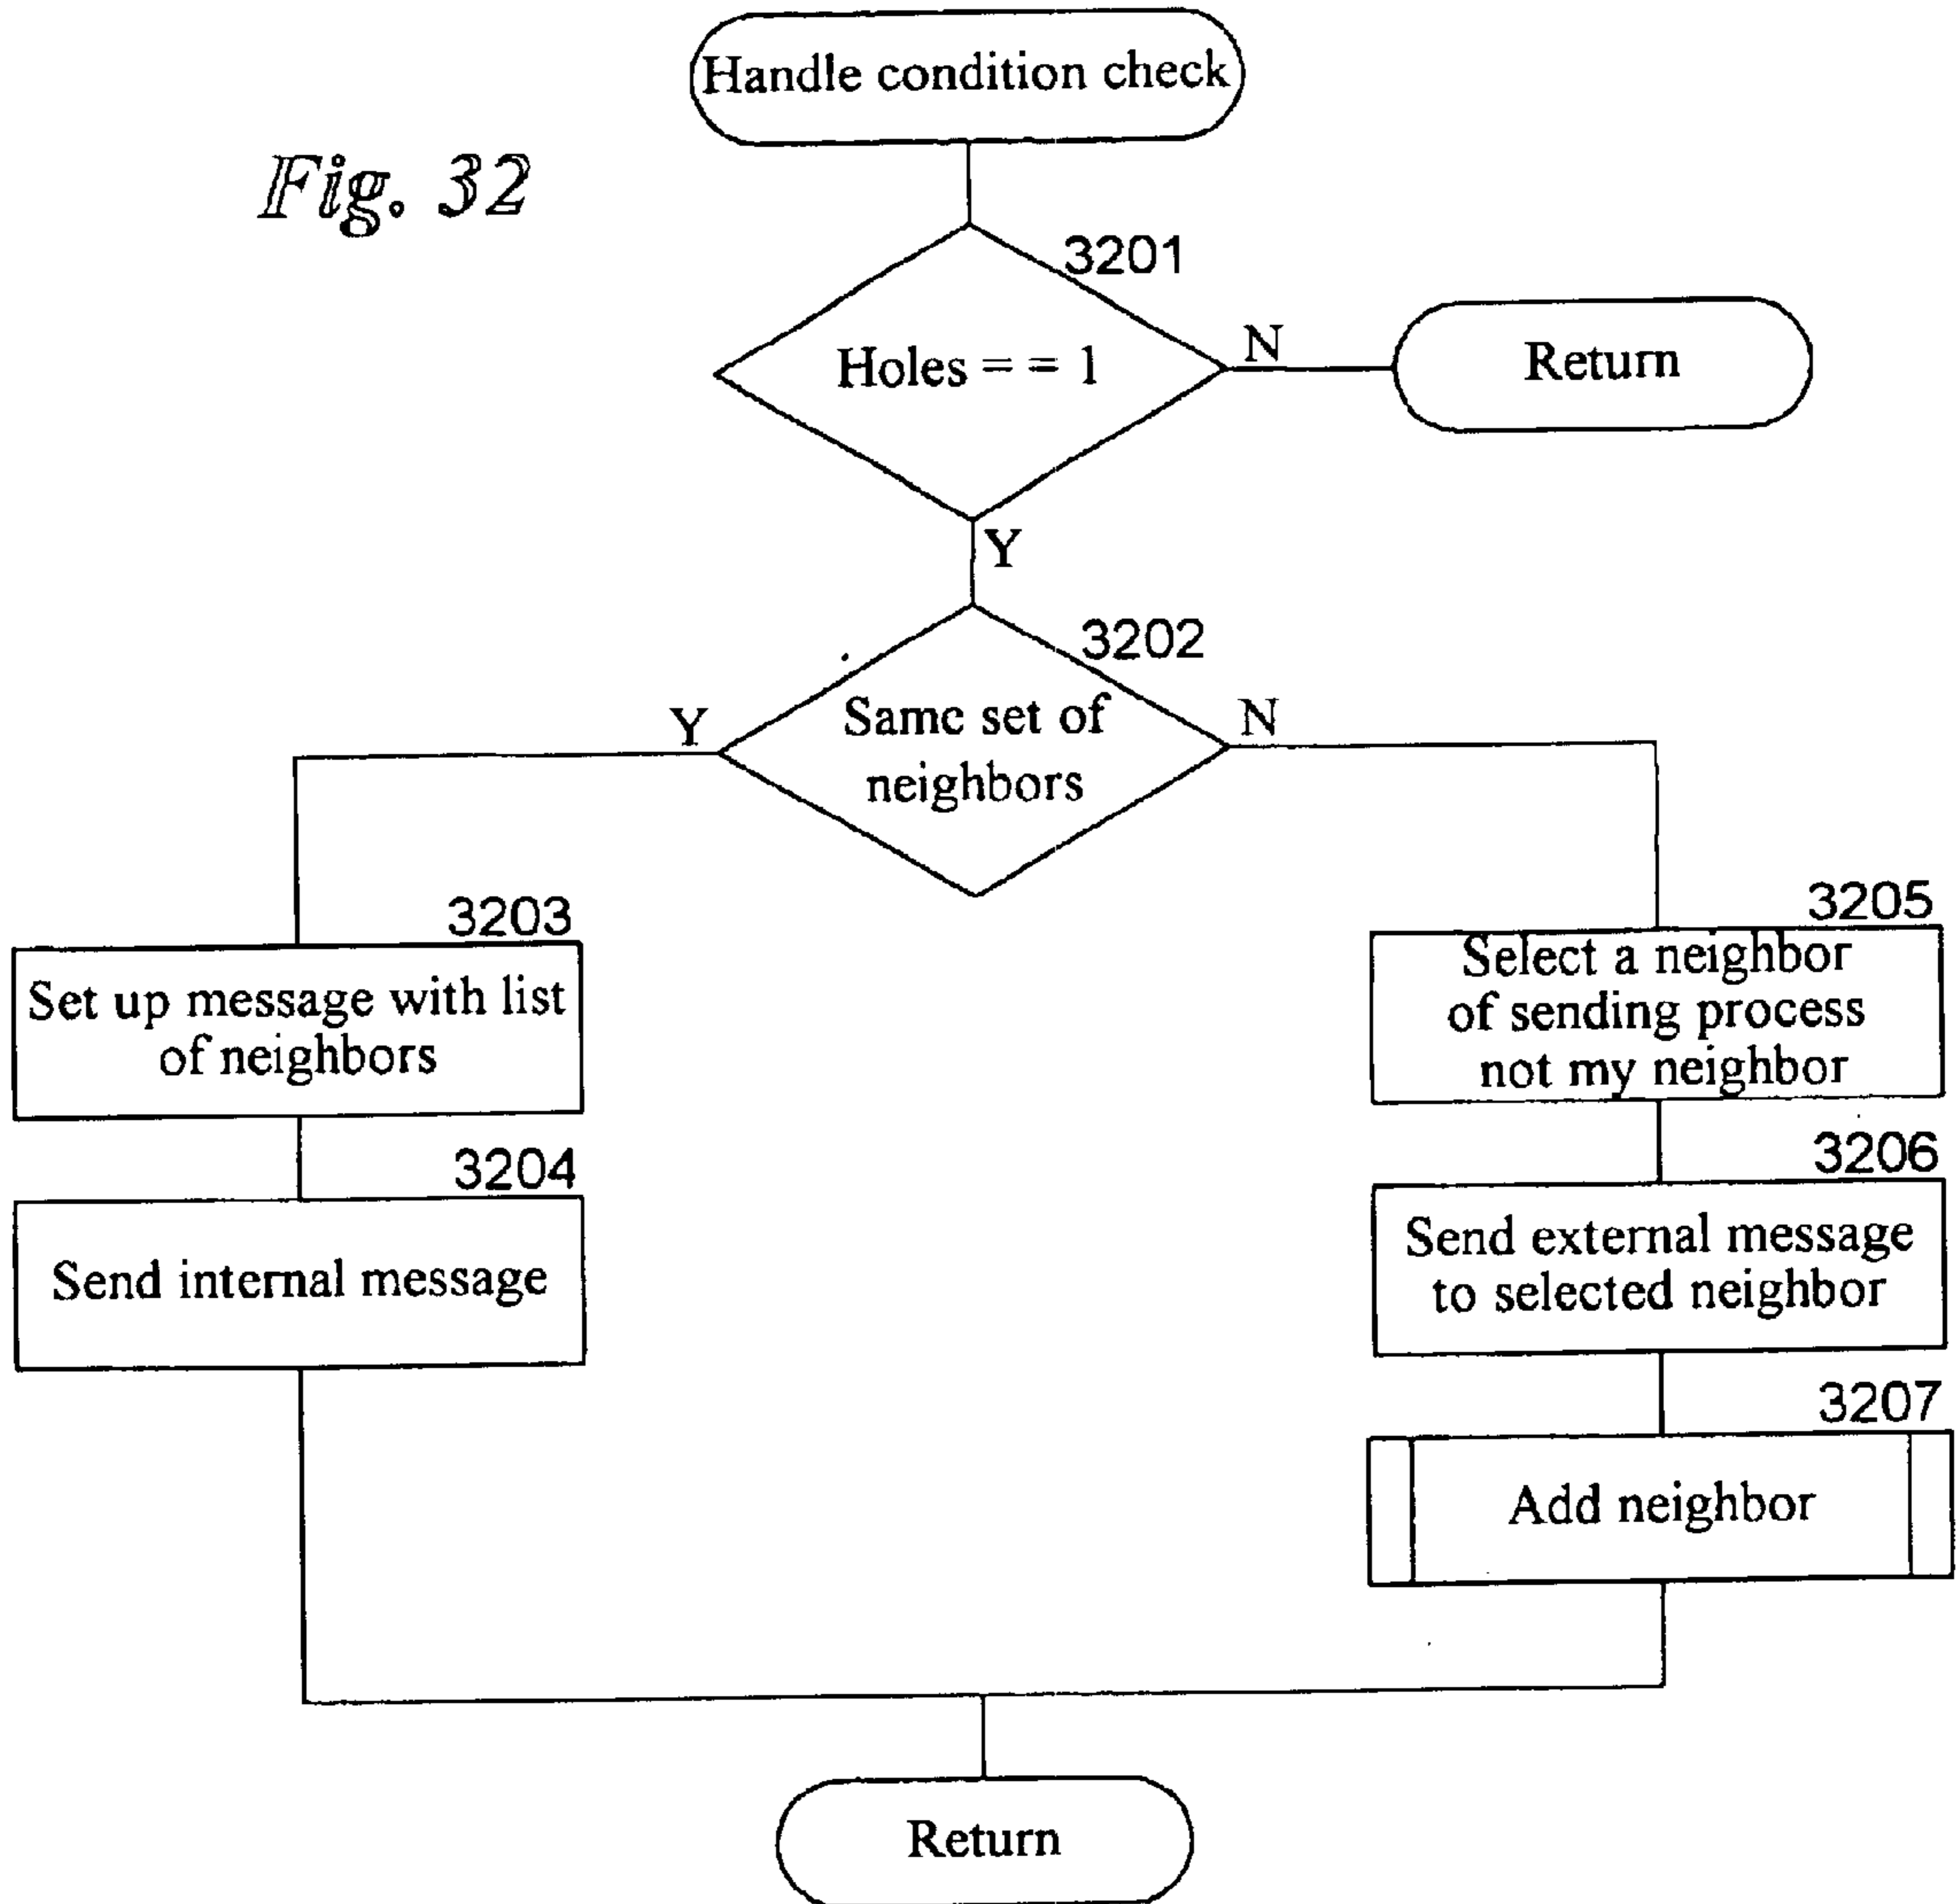 Handle condition check
Fig. 32
3201
Holes = = 1
N
Return
Y
3202
Same set of
neighbors
Y
N
3203
Set up message with list
of neighbors
3205
Select a neighbor
of sending process
not my neighbor
3204
Send internal message
3206
Send external message
to selected neighbor
3207
Add neighbor
Return